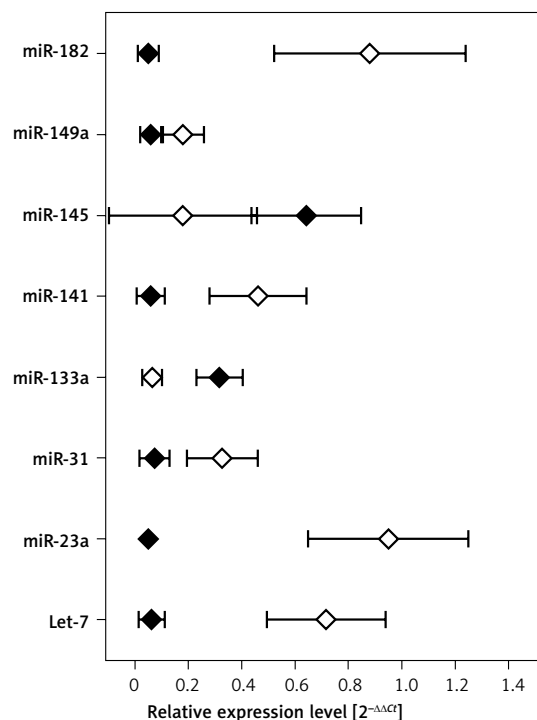 miR-182
miR-149a
miR-145
miR-141
miR-133a
miR-31
miR-23a
Let-7
0 0.2 0.4 0.6 0.8 1.0 1.2 1.4
Relative expression level [2⁻ΔΔCt]